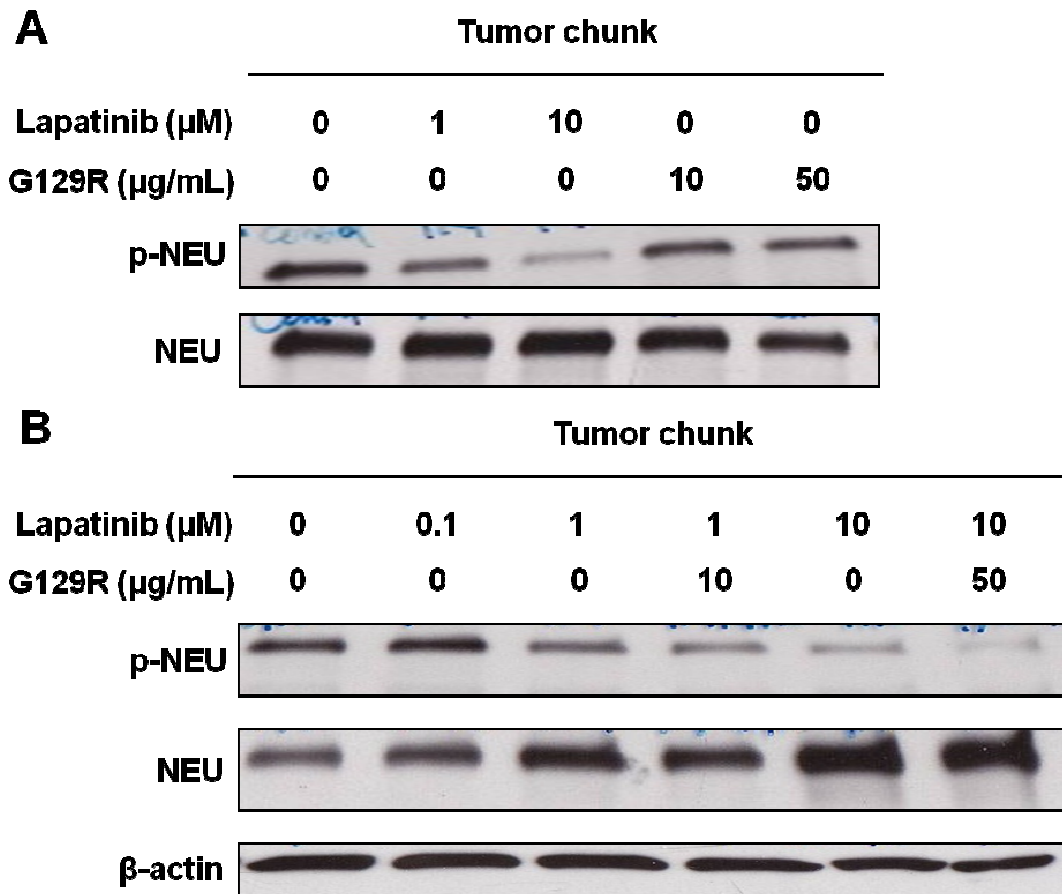 A
Tumor chunk
Lapatinib (µM) 0 1 10 0 0
G129R (µg/mL) 0 0 0 10 50
p-NEU
NEU
B
Tumor chunk
Lapatinib (µM) 0 0.1 1 1 10 10
G129R (µg/mL) 0 0 0 10 0 50
p-NEU
NEU
β-actin